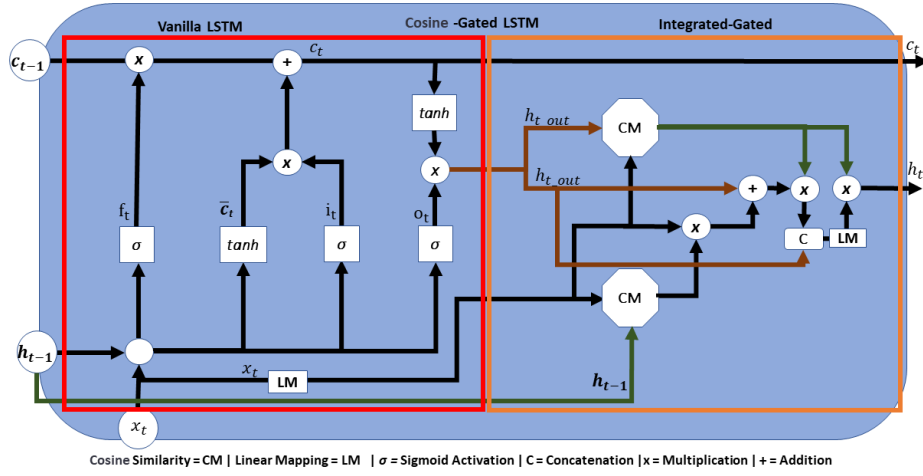 Vanilla LSTM
Cosine -Gated LSTM
Integrated-Gated
c_{t-1}
x
+
c_t
c_t
tanh
CM
h_{t_out}
h_{t_out}
x
x
+
x
x
h_t
f_t
c̄_t
i_t
o_t
x
C
LM
σ
tanh
σ
σ
CM
h_{t-1}
x_t
LM
h_{t-1}
x_t
Cosine Similarity = CM | Linear Mapping = LM | σ = Sigmoid Activation | C = Concatenation |x = Multiplication | + = Addition